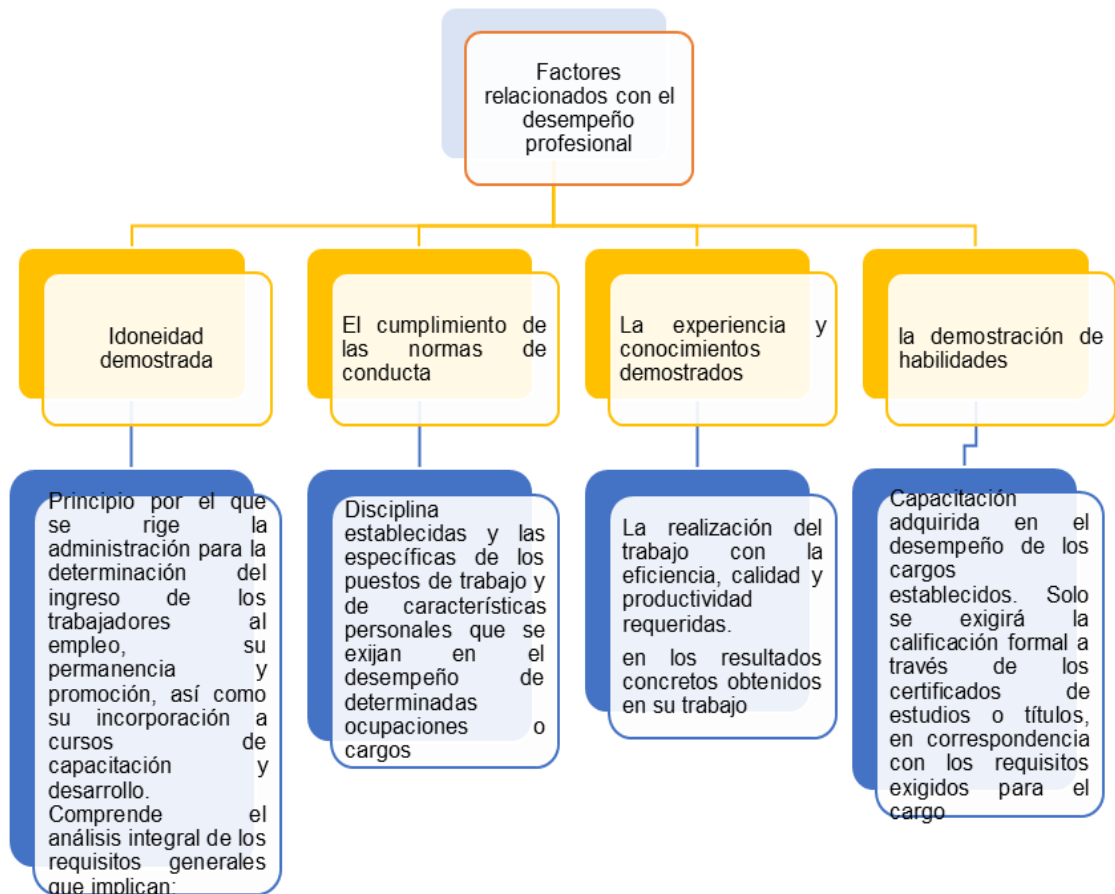 Factores
relacionados con el
desempeño
profesional
Idoneidad
demostrada
El cumplimiento de
las normas de
conducta
La experiencia y
conocimientos
demostrados
la demostración de
habilidades
Principio por el que
se rige la
administración para la
determinación del
ingreso de los
trabajadores al
empleo, su
permanencia y
promoción, así como
su incorporación a
cursos de
capacitación y
desarrollo.
Comprende el
análisis integral de los
requisitos generales
que implican:
Disciplina
establecidas y las
específicas de los
puestos de trabajo y
de características
personales que se
exijan en el
desempeño de
determinadas
ocupaciones o
cargos
La realización del
trabajo con la
eficiencia, calidad y
productividad
requeridas.
en los resultados
concretos obtenidos
en su trabajo
Capacitación
adquirida en el
desempeño de los
cargos
establecidos. Solo
se exigirá la
calificación formal a
través de los
certificados de
estudios o títulos,
en correspondencia
con los requisitos
exigidos para el
cargo